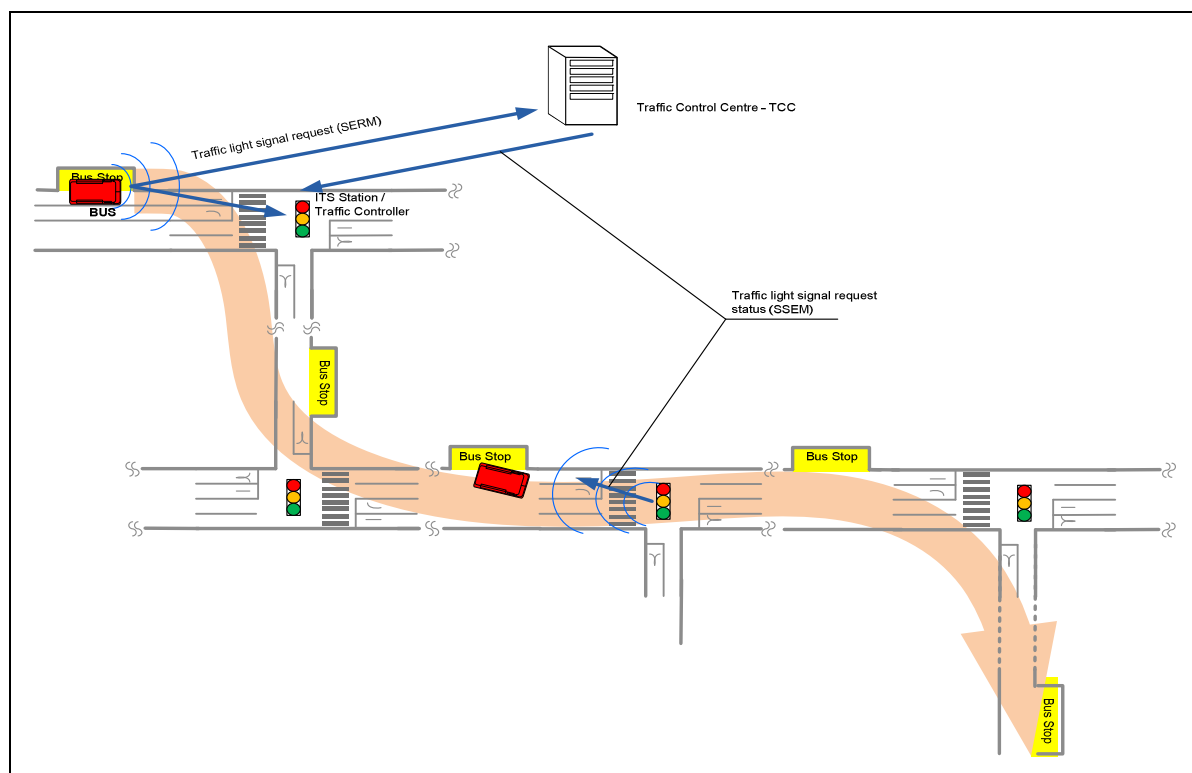 Traffic Control Centre – TCC
Traffic light signal request (SERM)
Bus Stop
BUS
ITS Station /
Traffic Controller
Traffic light signal request
status (SSEM)
Bus Stop
Bus Stop
Bus Stop
Bus Stop